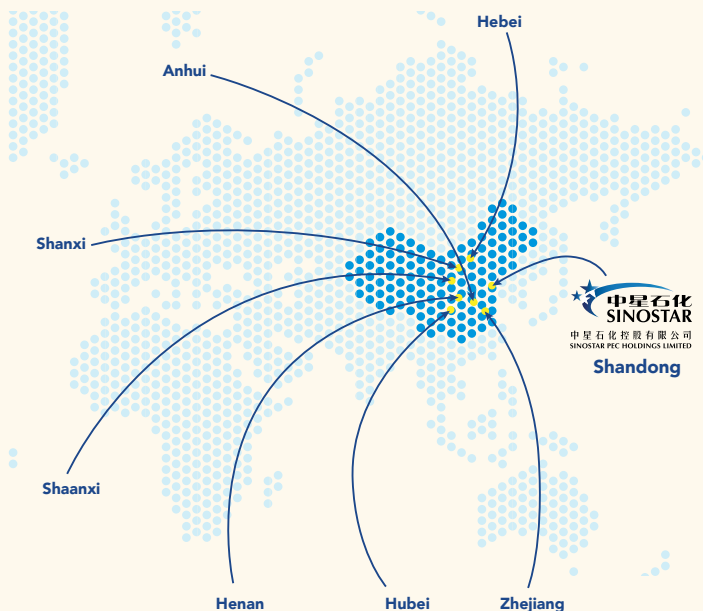 Hebei
Anhui
Shanxi
中星石化
SINOSTAR
中星石化控股有限公司
SINOSTAR PEC HOLDINGS LIMITED
Shandong
Shaanxi
Henan
Hubei
Zhejiang